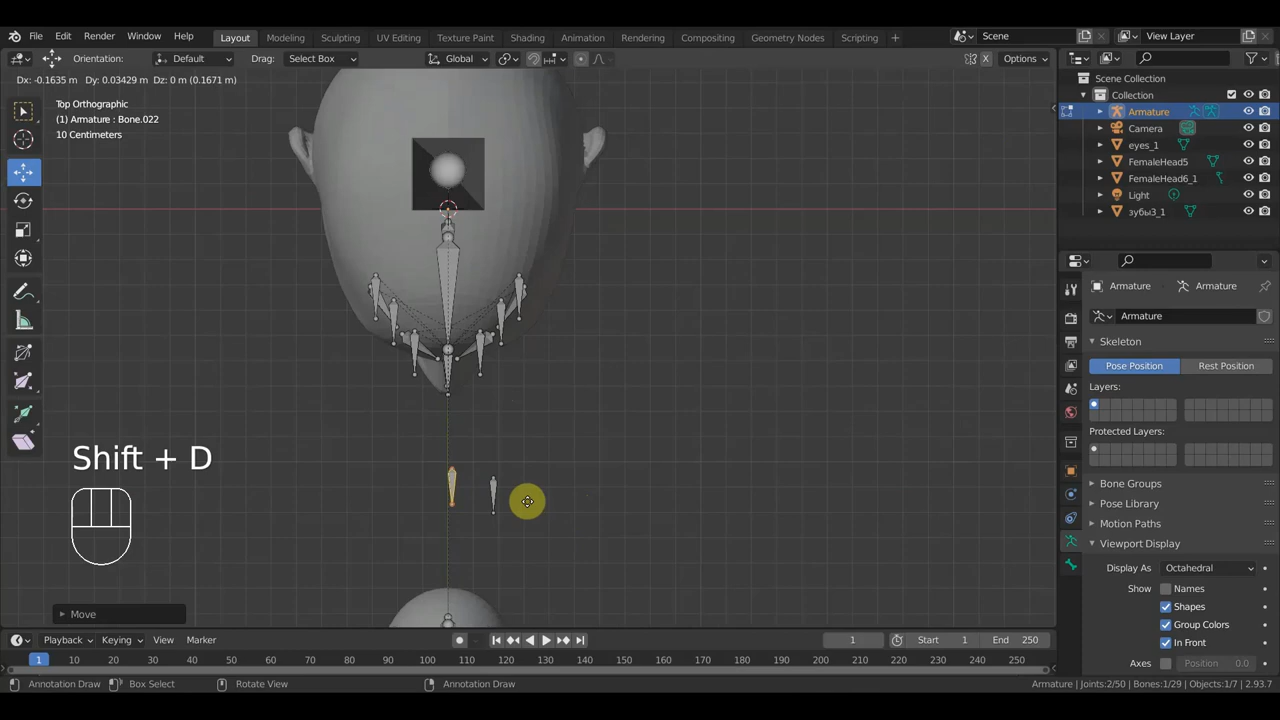 File Edit Render Window Help Layout Modeling Sculpting UV Editing Texture Paint Shading Animation Rendering Compositing Geometry Nodes Scripting + Scene View Layer
Orientation: Default Drag: Select Box Global X Options
Dx: -0.1635 m Dy: 0.03429 m Dz: 0 m (0.1671 m)
Top Orthographic
(1) Armature : Bone.022
10 Centimeters
Scene Collection
Collection
Armature
Camera
eyes_1
FemaleHead5
FemaleHead6_1
Light
зубы3_1
Armature Armature
Armature
Skeleton
Pose Position Rest Position
Layers:
Protected Layers:
Bone Groups
Pose Library
Motion Paths
Viewport Display
Display As Octahedral
Show Names
Shapes
Group Colors
In Front
Axes Position 0.0
Shift + D
Move
Playback Keying View Marker 1 Start 1 End 250
1 10 20 30 40 50 60 70 80 90 100 110 120 130 140 150 160 170 180 190 200 210 220 230 240 250
Annotation Draw Box Select Rotate View Annotation Draw Armature | Joints:2/50 | Bones:1/29 | Objects:1/7 | 2.93.7